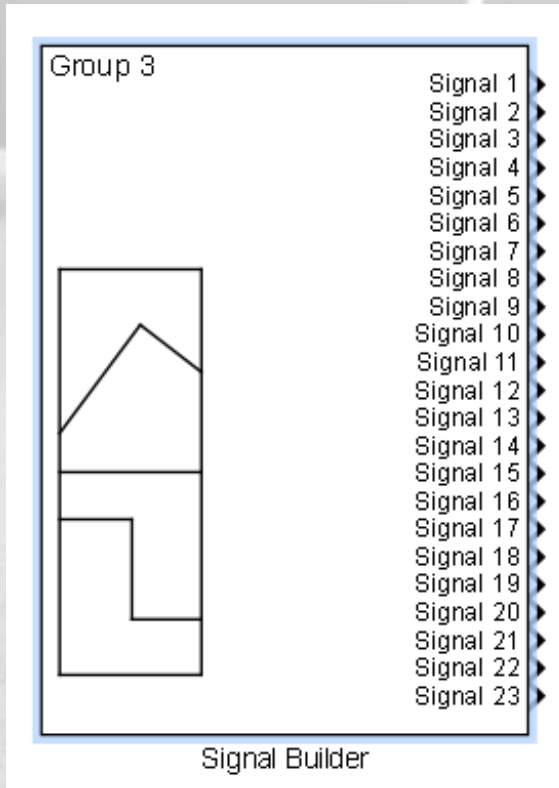 Group 3
Signal 1
Signal 2
Signal 3
Signal 4
Signal 5
Signal 6
Signal 7
Signal 8
Signal 9
Signal 10
Signal 11
Signal 12
Signal 13
Signal 14
Signal 15
Signal 16
Signal 17
Signal 18
Signal 19
Signal 20
Signal 21
Signal 22
Signal 23
Signal Builder